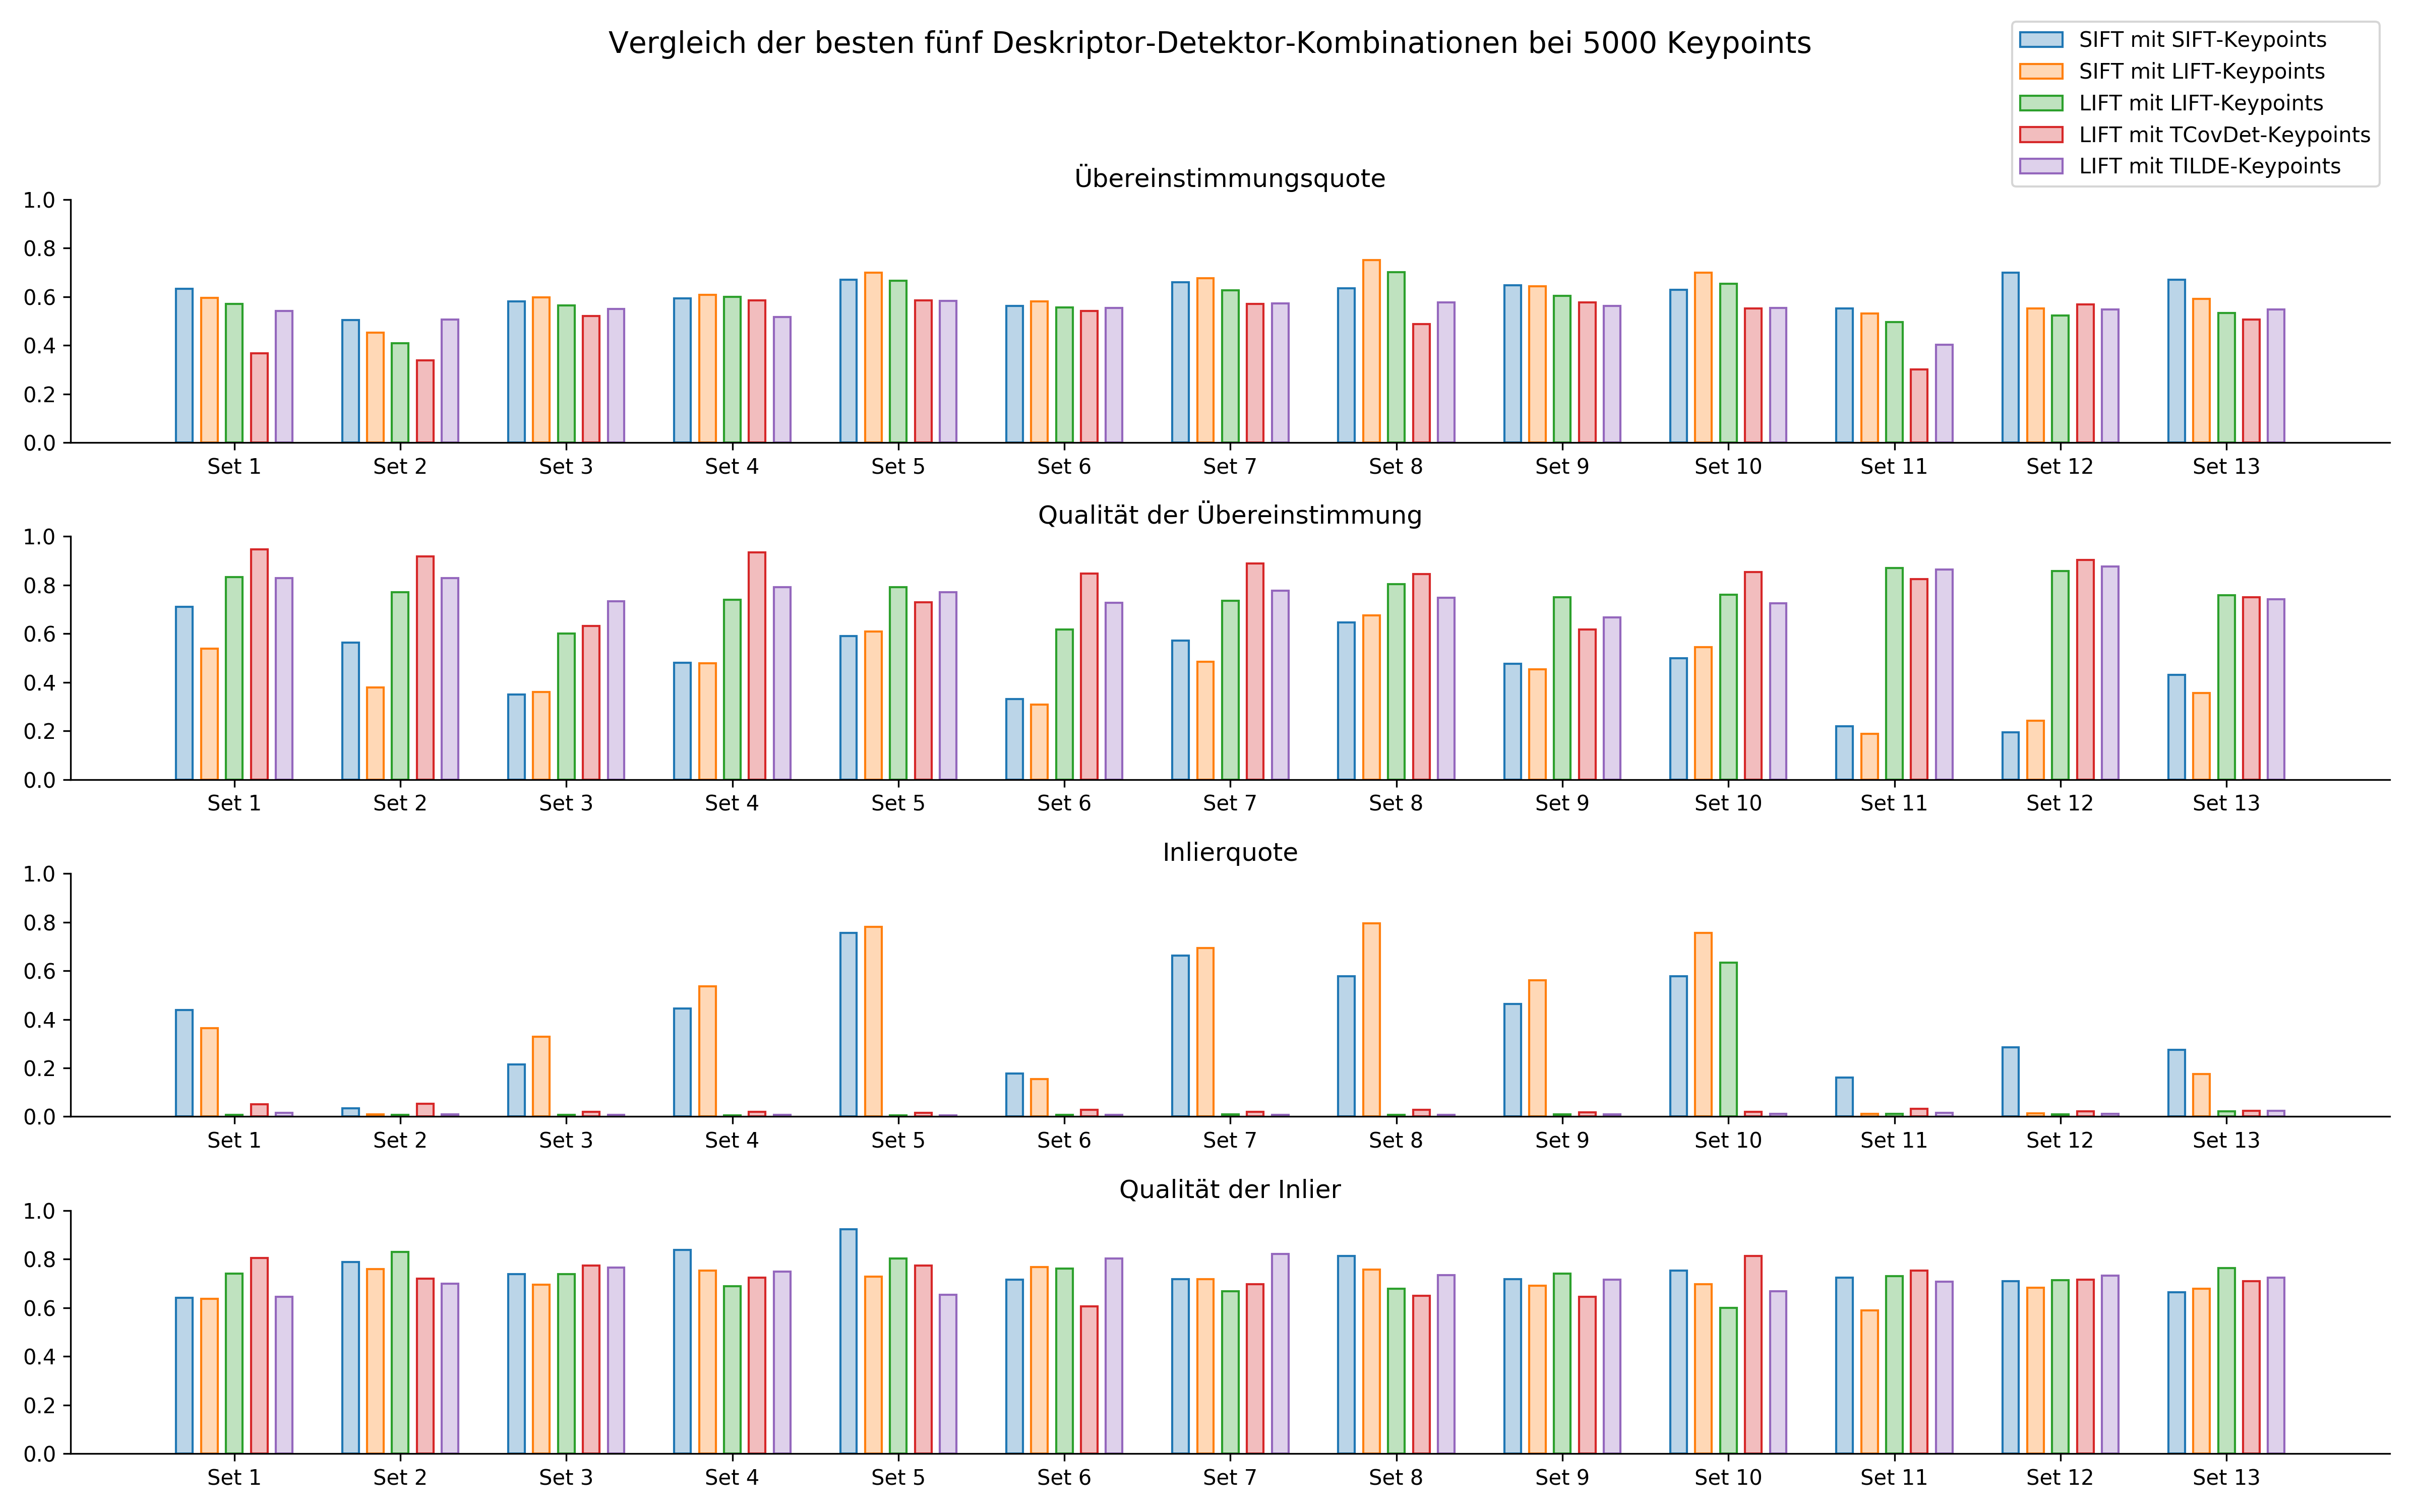 Vergleich der besten fünf Deskriptor-Detektor-Kombinationen bei 5000 Keypoints
SIFT mit SIFT-Keypoints
SIFT mit LIFT-Keypoints
LIFT mit LIFT-Keypoints
LIFT mit TCovDet-Keypoints
LIFT mit TILDE-Keypoints
Übereinstimmungsquote
1.0
0.8
0.6
0.4
0.2
0.0
Set 1 Set 2 Set 3 Set 4 Set 5 Set 6 Set 7 Set 8 Set 9 Set 10 Set 11 Set 12 Set 13
Qualität der Übereinstimmung
1.0
0.8
0.6
0.4
0.2
0.0
Set 1 Set 2 Set 3 Set 4 Set 5 Set 6 Set 7 Set 8 Set 9 Set 10 Set 11 Set 12 Set 13
Inlierquote
1.0
0.8
0.6
0.4
0.2
0.0
Set 1 Set 2 Set 3 Set 4 Set 5 Set 6 Set 7 Set 8 Set 9 Set 10 Set 11 Set 12 Set 13
Qualität der Inlier
1.0
0.8
0.6
0.4
0.2
0.0
Set 1 Set 2 Set 3 Set 4 Set 5 Set 6 Set 7 Set 8 Set 9 Set 10 Set 11 Set 12 Set 13